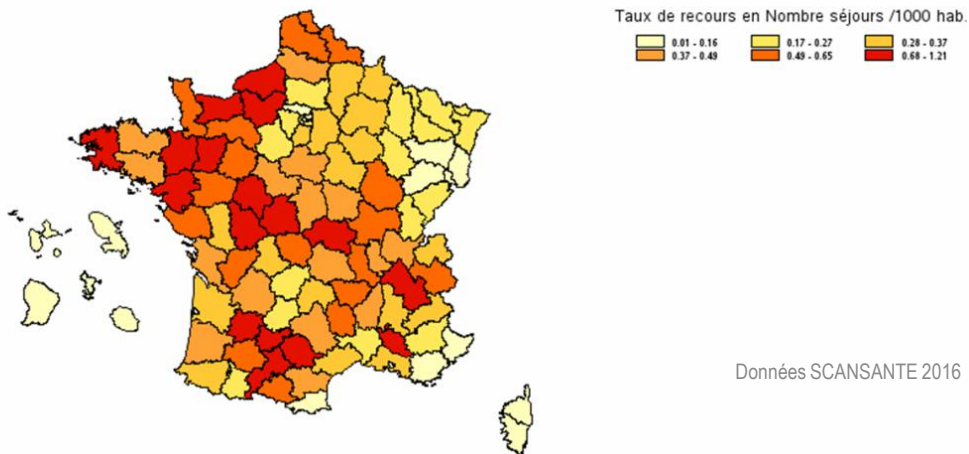 Taux de recours en Nombre séjours /1000 hab.
0.01 - 0.16 0.17 - 0.27 0.28 - 0.37
0.37 - 0.49 0.49 - 0.65 0.68 - 1.21
Données SCANSANTE 2016